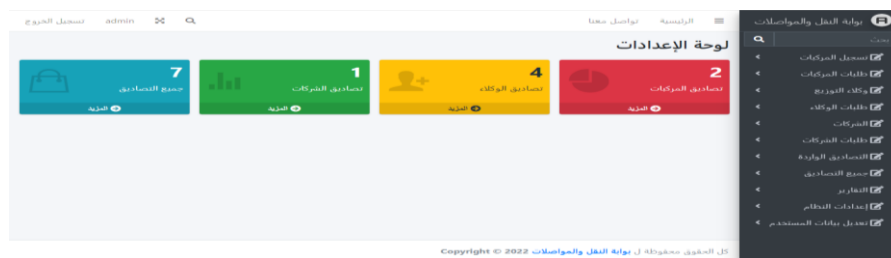 بوابة النقل والمواصلات
بحث
تسجيل المركبات
طلبات المركبات
وكلاء التوزيع
طلبات الوكلاء
الشركات
طلبات الشركات
التصاديق الواردة
جميع التصاديق
التقارير
إعدادات النظام
تعديل بيانات المستخدم
الرئيسية تواصل معنا
admin تسجيل الخروج
لوحة الإعدادات
2
تصاديق المركبات
المزيد
4
تصاديق الوكلاء
المزيد
1
تصاديق الشركات
المزيد
7
جميع التصاديق
المزيد
كل الحقوق محفوظة ل بوابة النقل والمواصلات Copyright © 2022